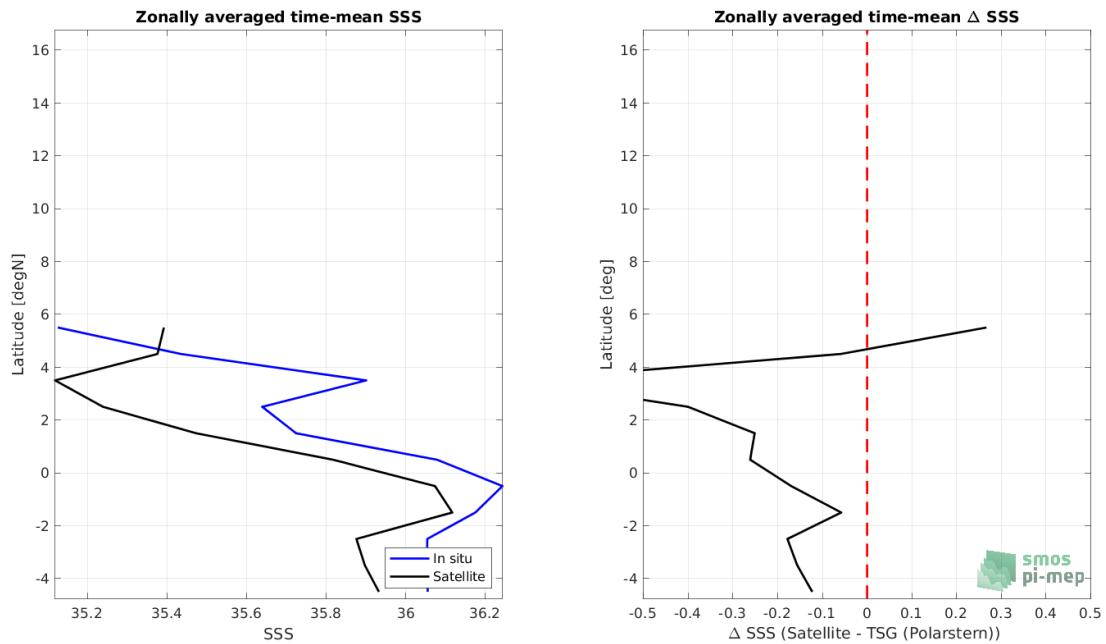 Zonally averaged time-mean SSS
Latitude [degN]
16
14
12
10
8
6
4
2
0
-2
-4
35.2 35.4 35.6 35.8 36 36.2
SSS
In situ
Satellite
Zonally averaged time-mean Δ SSS
Latitude [deg]
16
14
12
10
8
6
4
2
0
-2
-4
-0.5 -0.4 -0.3 -0.2 -0.1 0 0.1 0.2 0.3 0.4 0.5
Δ SSS (Satellite - TSG (Polarstern))
smos
pi-mep